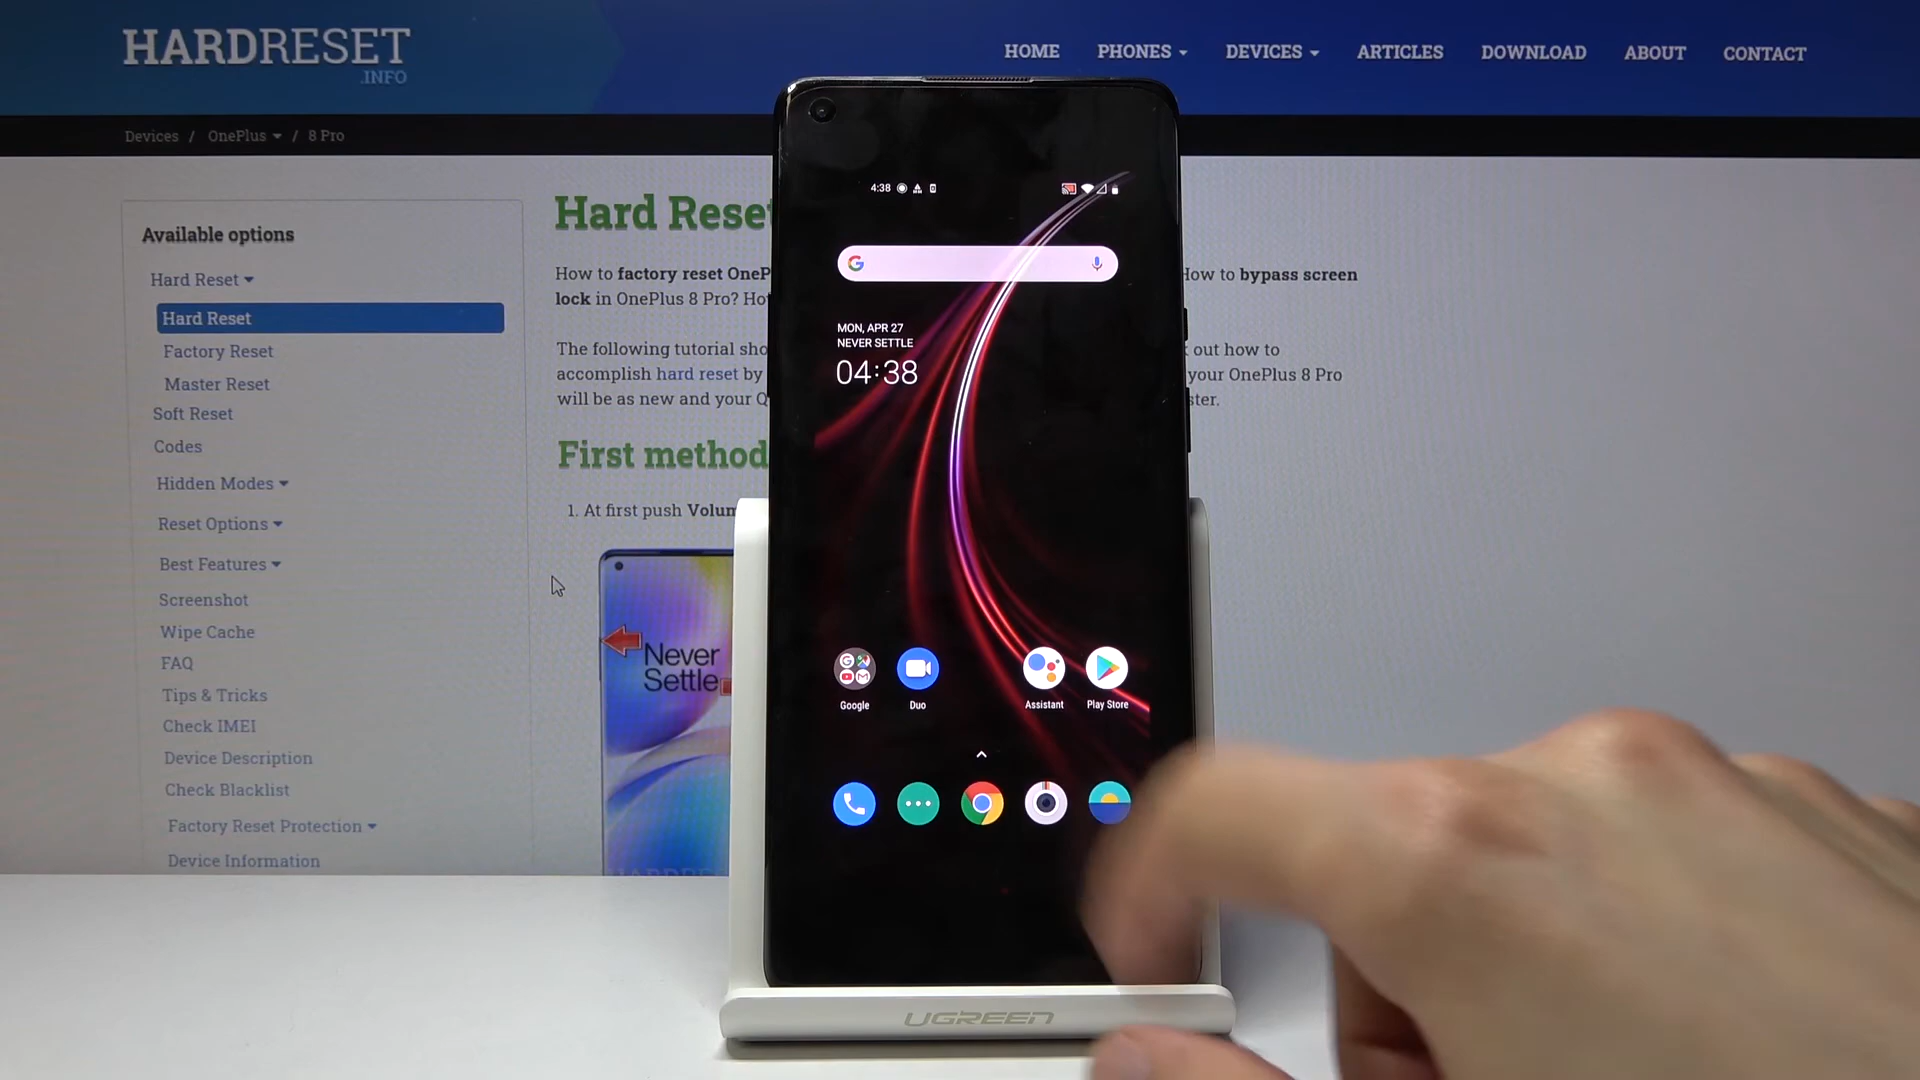 HARDRESET
.INFO
HOME PHONES DEVICES ARTICLES DOWNLOAD ABOUT CONTACT
Devices / OnePlus / 8 Pro
Available options
Hard Reset
Hard Reset
Factory Reset
Master Reset
Soft Reset
Codes
Hidden Modes
Reset Options
Best Features
Screenshot
Wipe Cache
FAQ
Tips & Tricks
Check IMEI
Device Description
Check Blacklist
Factory Reset Protection
Device Information
Hard Reset
How to factory reset OneP How to bypass screen
lock in OnePlus 8 Pro?
The following tutorial sho out how to
accomplish hard reset by your OnePlus 8 Pro
will be as new and your ster.
First method
1. At first push Volum
Never
Settle
4:38
MON, APR 27
NEVER SETTLE
04:38
Google Duo Assistant Play Store
UGREEN